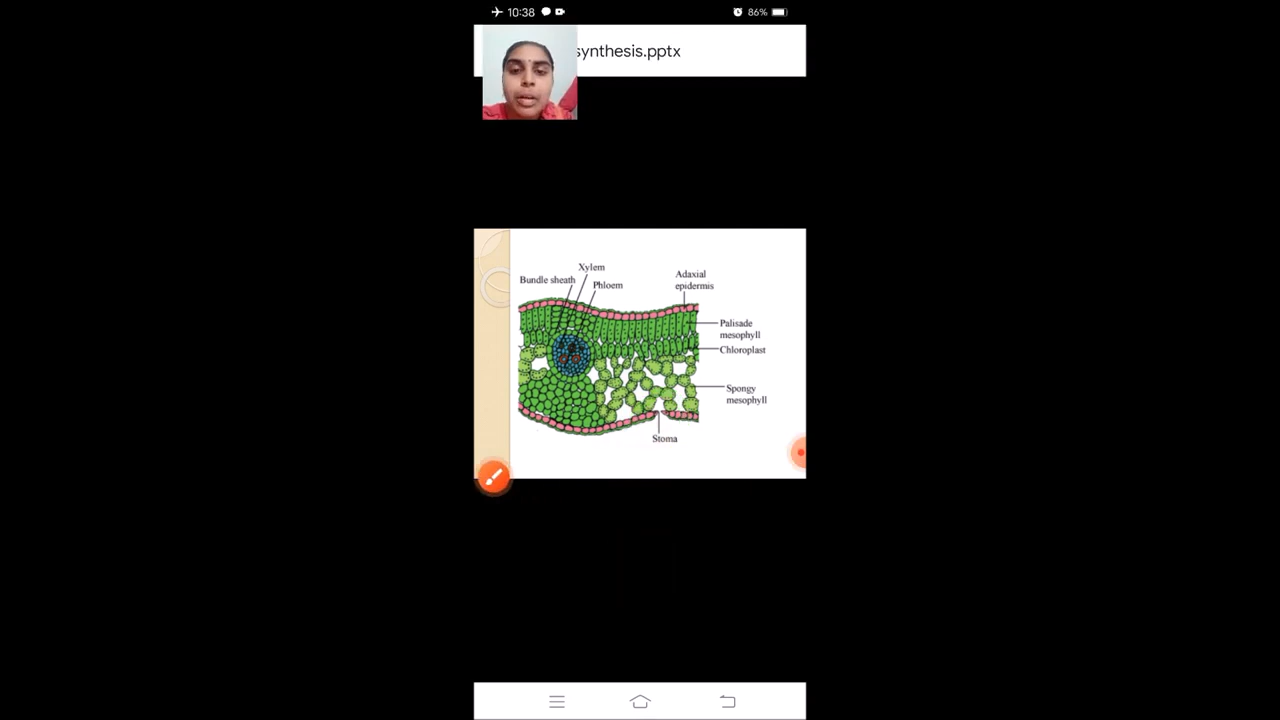 10:38
86%
synthesis.pptx
Xylem
Bundle sheath
Phloem
Adaxial
epidermis
Palisade
mesophyll
Chloroplast
Spongy
mesophyll
Stoma